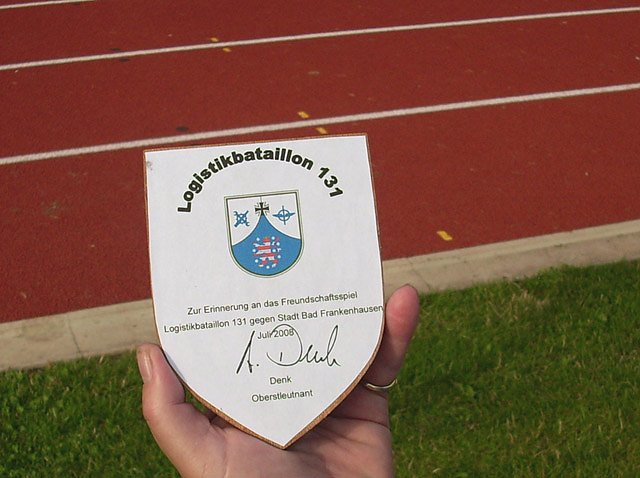 Logistikbataillon 131
Zur Erinnerung an das Freundschaftsspiel
Logistikbataillon 131 gegen Stadt Bad Frankenhausen
Juli 2008
Denk
Oberstleutnant